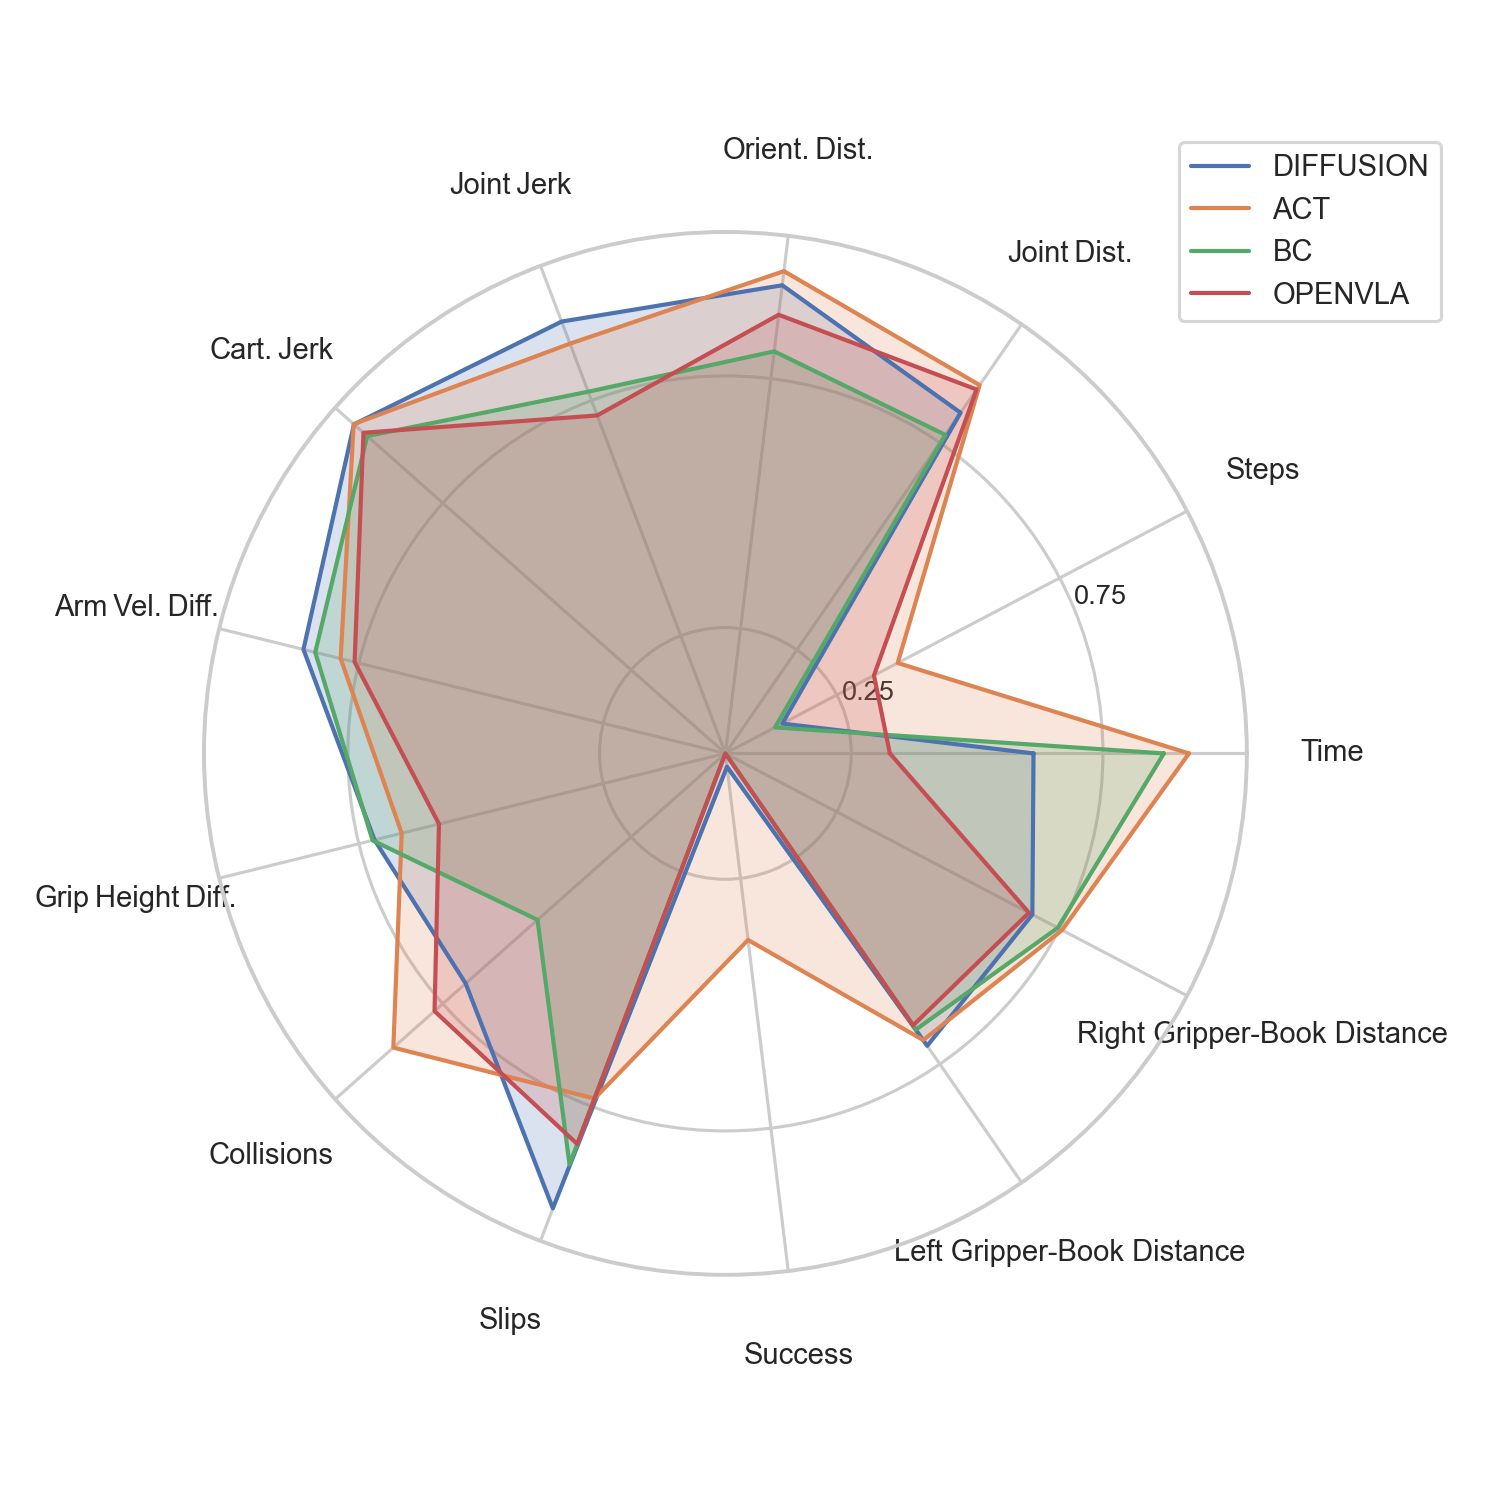 Orient. Dist.
Joint Jerk
Joint Dist.
Cart. Jerk
Steps
0.75
Arm Vel. Diff.
0.25
Time
Grip Height Diff.
Right Gripper-Book Distance
Collisions
Left Gripper-Book Distance
Slips
Success
DIFFUSION
ACT
BC
OPENVLA